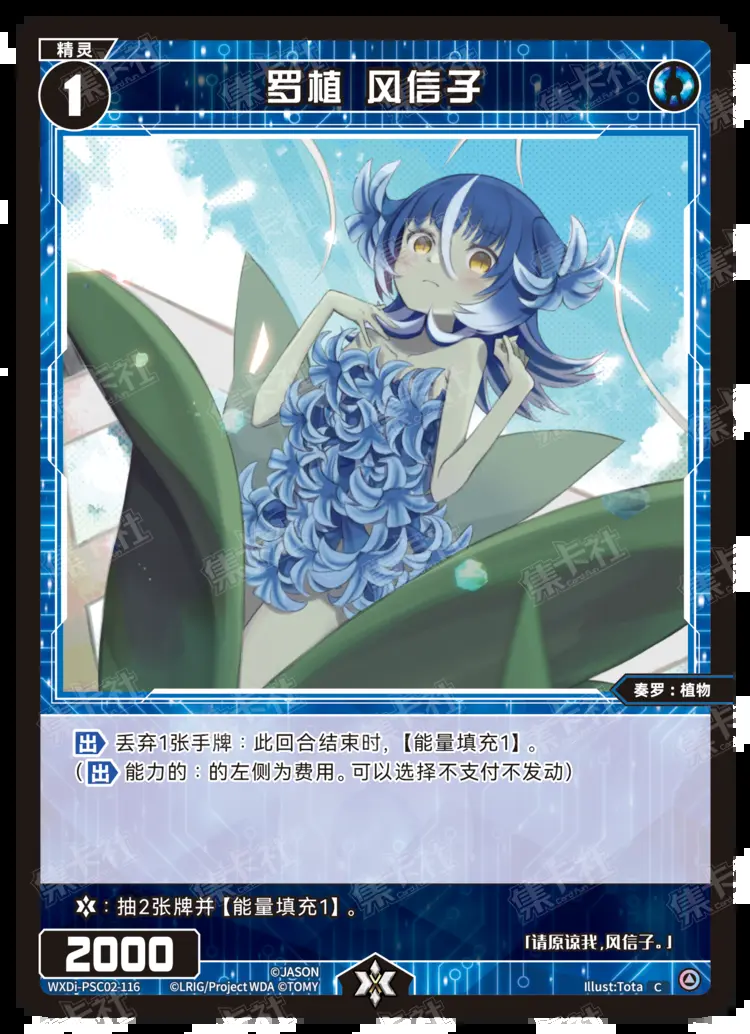 精灵
1
罗植 风信子
奏罗：植物
出 丢弃1张手牌：此回合结束时，【能量填充1】。
（出 能力的：的左侧为费用。可以选择不支付不发动）
：抽2张牌并【能量填充1】。
「请原谅我，风信子。」
2000
©JASON
WXDi-PSC02-116 ©LRIG/Project WDA ©TOMY
Illust:Tota C
集卡社